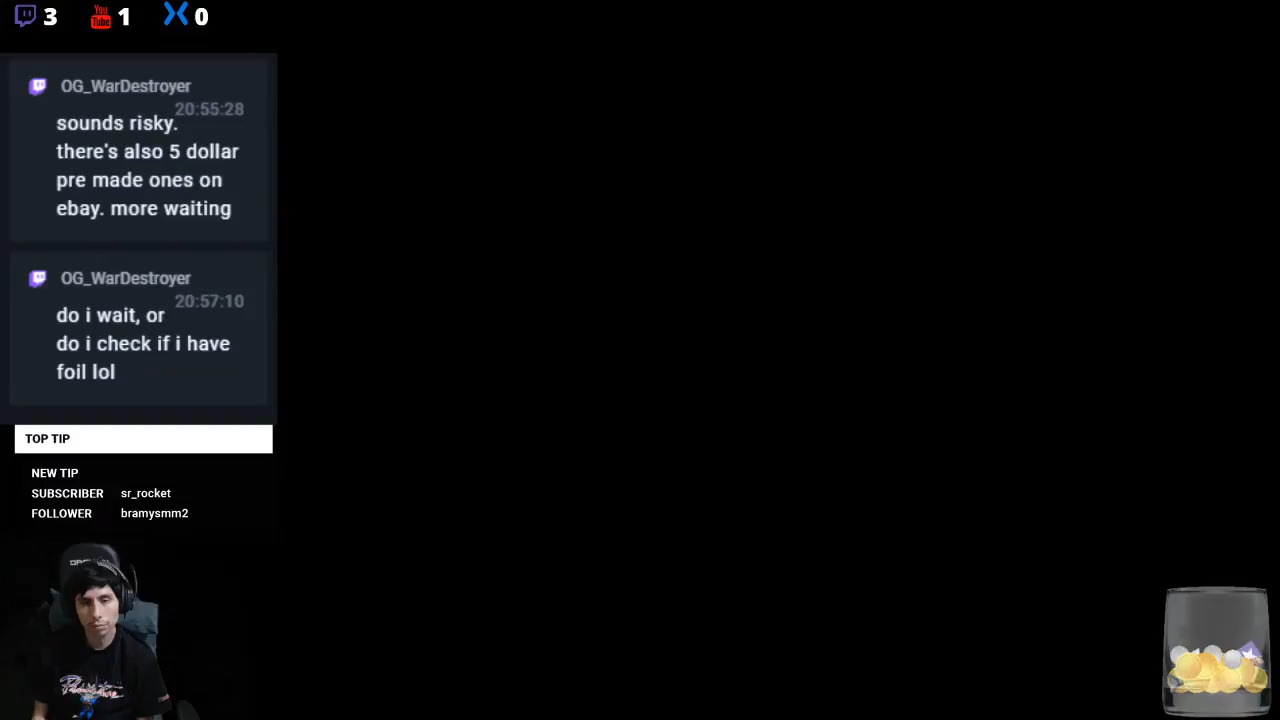 3
You
Tube
1
0
OG_WarDestroyer
20:55:28
sounds risky.
there's also 5 dollar
pre made ones on
ebay. more waiting
OG_WarDestroyer
20:57:10
do i wait, or
do i check if i have
foil lol
TOP TIP
NEW TIP
SUBSCRIBER sr_rocket
FOLLOWER bramysmm2